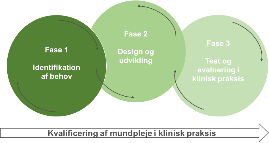 Fase 1
Identifikation
af behov
Fase 2
Design og
udvikling
Fase 3
Test og
evaluering i
klinisk praksis
Kvalificering af mundpleje i klinisk praksis